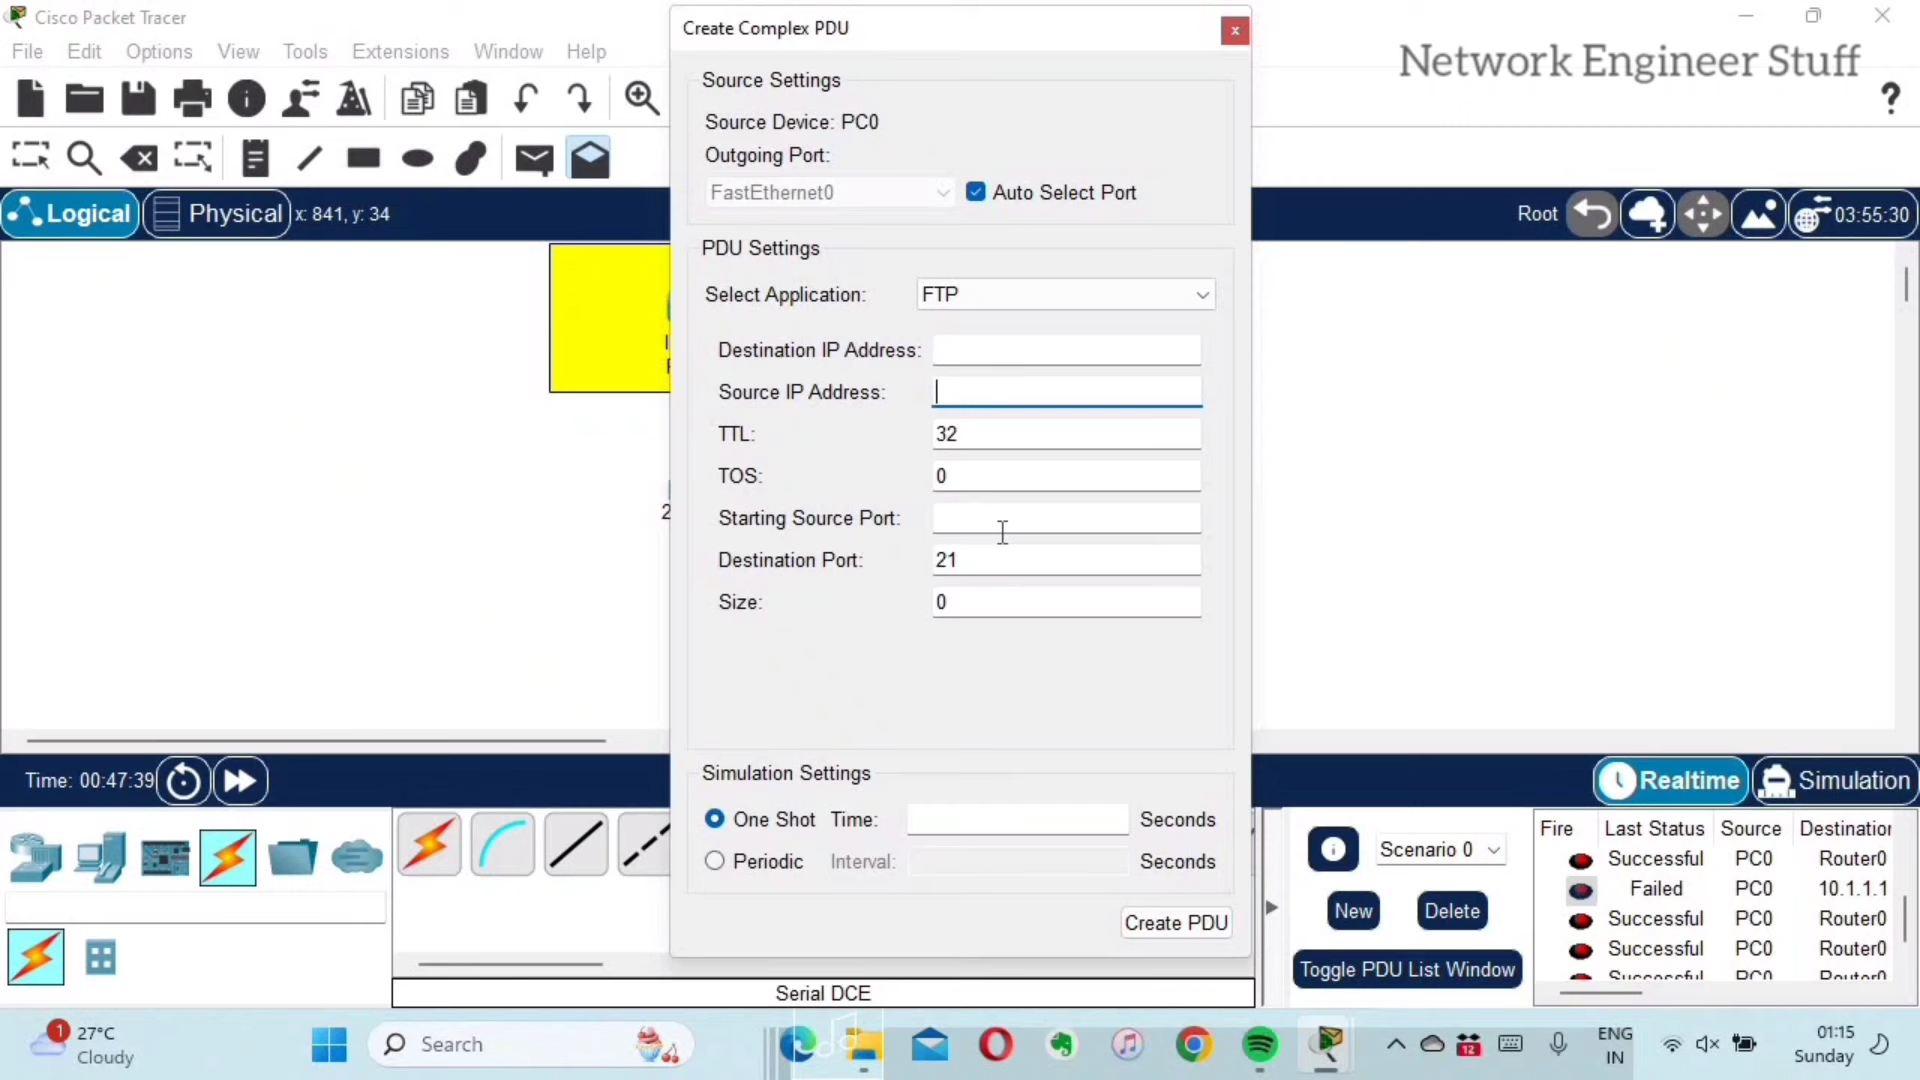 Cisco Packet Tracer
File Edit Options View Tools Extensions Window Help
Network Engineer Stuff
?
Logical Physical x: 841, y: 34
Root 03:55:30
Create Complex PDU
x
Source Settings
Source Device: PC0
Outgoing Port:
FastEthernet0 Auto Select Port
PDU Settings
Select Application: FTP
Destination IP Address:
Source IP Address:
TTL: 32
TOS: 0
Starting Source Port:
Destination Port: 21
Size: 0
2
Simulation Settings
One Shot Time: Seconds
Periodic Interval: Seconds
Create PDU
Time: 00:47:39
Realtime Simulation
Scenario 0
New Delete
Toggle PDU List Window
Fire Last Status Source Destination
Successful PC0 Router0
Failed PC0 10.1.1.1
Successful PC0 Router0
Successful PC0 Router0
Successful PC0 Router0
Serial DCE
1 27°C
Cloudy
Search
12
ENG
IN
01:15
Sunday